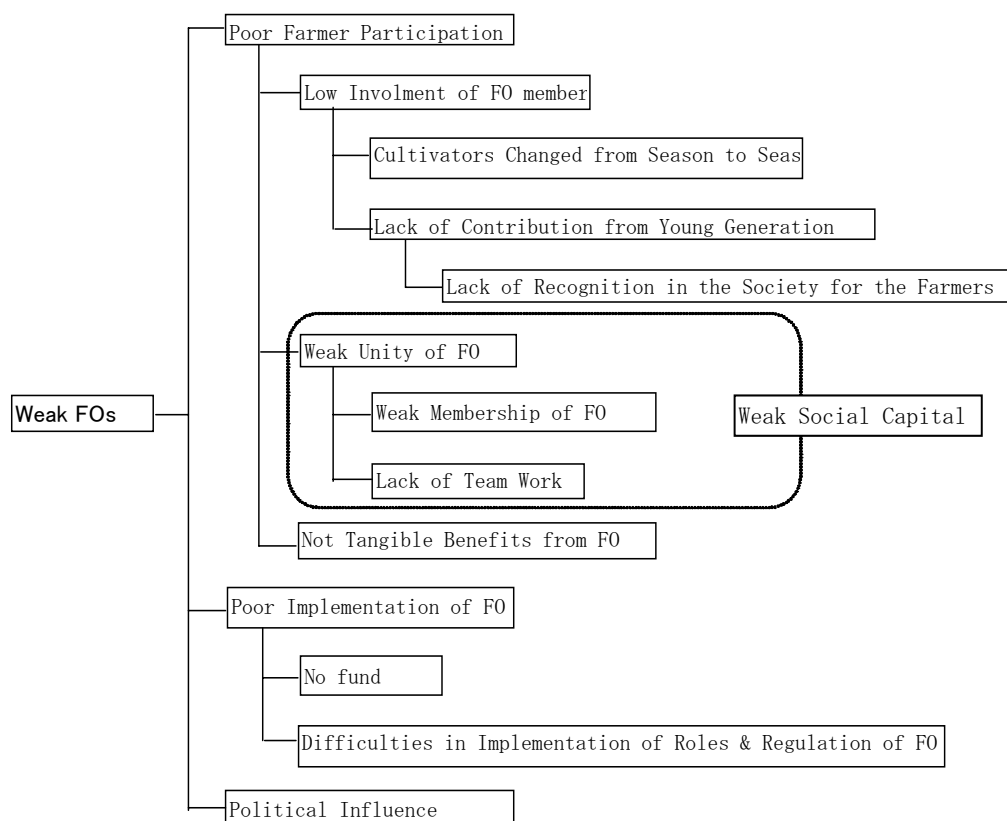 Poor Farmer Participation
Low Involment of FO member
Cultivators Changed from Season to Seas
Lack of Contribution from Young Generation
Lack of Recognition in the Society for the Farmers
Weak Unity of FO
Weak FOs
Weak Membership of FO
Weak Social Capital
Lack of Team Work
Not Tangible Benefits from FO
Poor Implementation of FO
No fund
Difficulties in Implementation of Roles & Regulation of FO
Political Influence